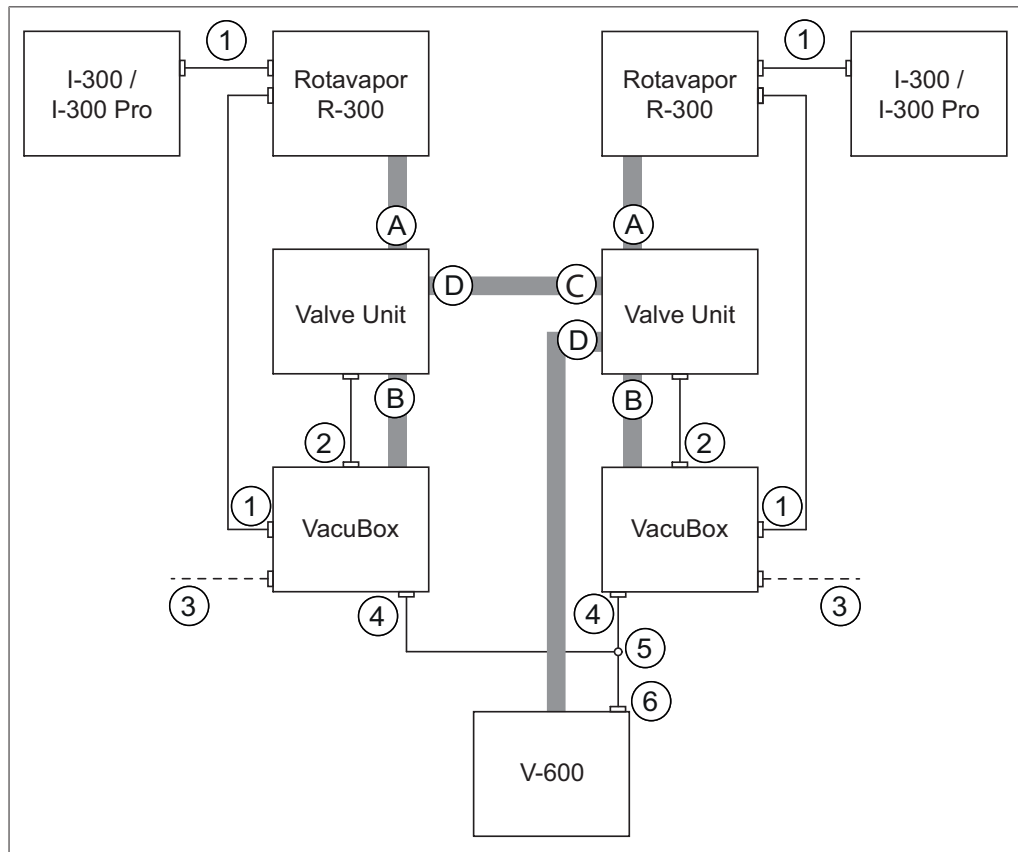 1
1
I-300 /
I-300 Pro
Rotavapor
R-300
Rotavapor
R-300
I-300 /
I-300 Pro
A
A
D
C
Valve Unit
Valve Unit
D
B
B
2
2
1
1
VacuBox
VacuBox
3
4
4
3
5
6
V-600